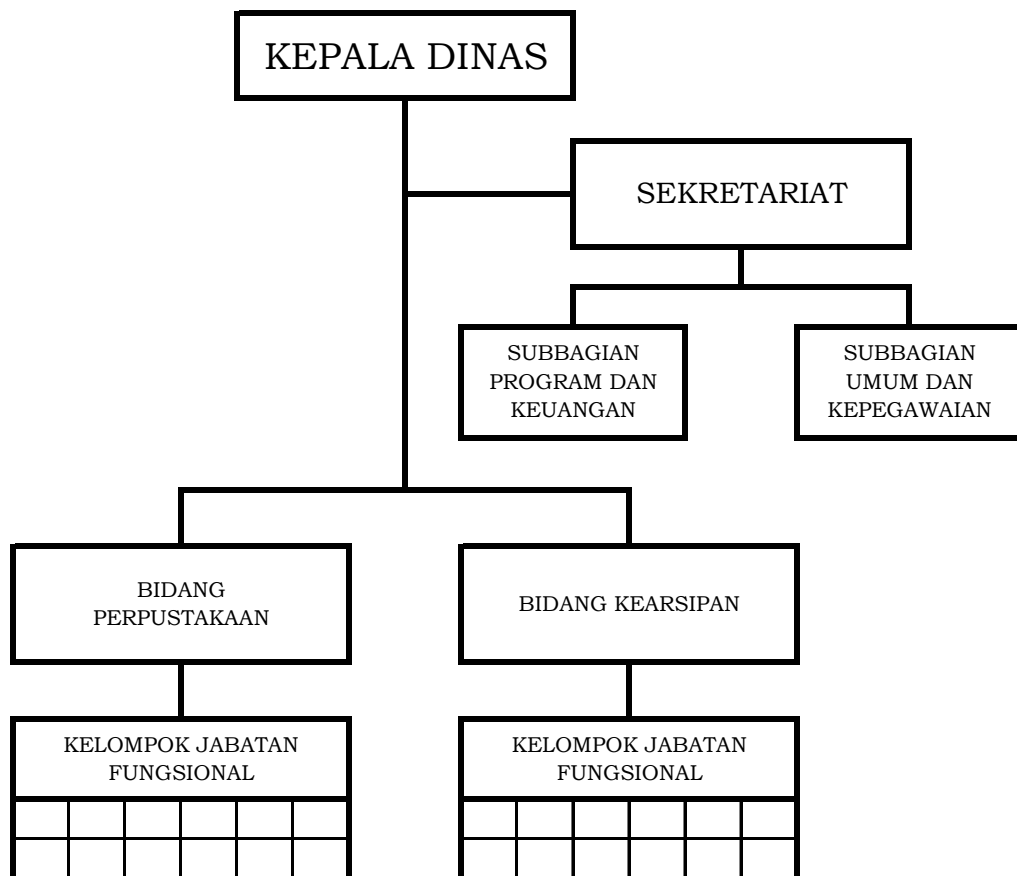 KEPALA DINAS
SEKRETARIAT
SUBBAGIAN
PROGRAM DAN
KEUANGAN
SUBBAGIAN
UMUM DAN
KEPEGAWAIAN
BIDANG
PERPUSTAKAAN
BIDANG KEARSIPAN
KELOMPOK JABATAN
FUNGSIONAL
KELOMPOK JABATAN
FUNGSIONAL